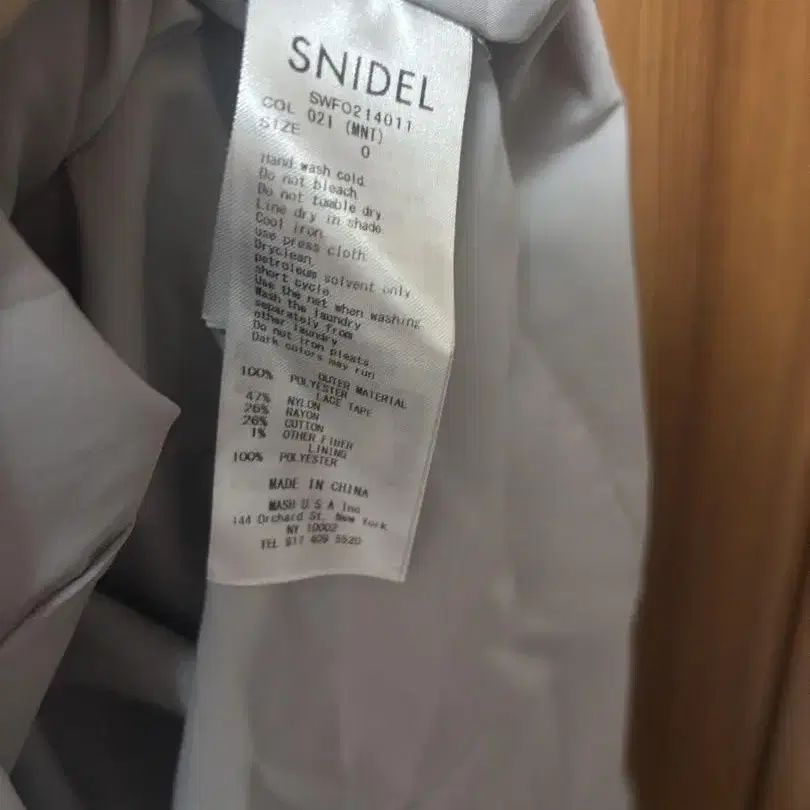 SNIDEL
SWFO214011
COL 021 (MNT)
SIZE 0
Hand wash cold
Do not bleach
Do not tumble dry
Line dry in shade
Cool iron
use press cloth
Dryclean,
petroleum solvent only
short cycle
Use the net when washing
Wash the laundry
separately from
other laundry
Do not iron pleats
Dark colors may run
OUTER MATERIAL
100% POLYESTER
LACE TAPE
47% NYLON
26% RAYON
26% COTTON
1% OTHER FIBER
LINING
100% POLYESTER
MADE IN CHINA
MASH U S A Inc
144 Orchard St. New York
NY 10002
TEL 917 409 5520